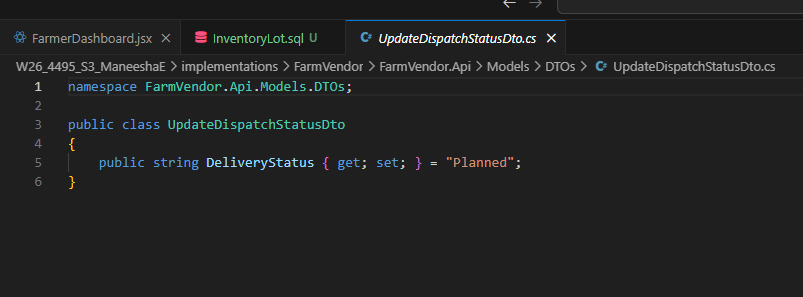 FarmerDashboard.jsx InventoryLot.sql U UpdateDispatchStatusDto.cs
W26_4495_S3_ManeeshaE > implementations > FarmVendor > FarmVendor.Api > Models > DTOs > UpdateDispatchStatusDto.cs
1 namespace FarmVendor.Api.Models.DTOs;
2
3 public class UpdateDispatchStatusDto
4 {
5 public string DeliveryStatus { get; set; } = "Planned";
6 }